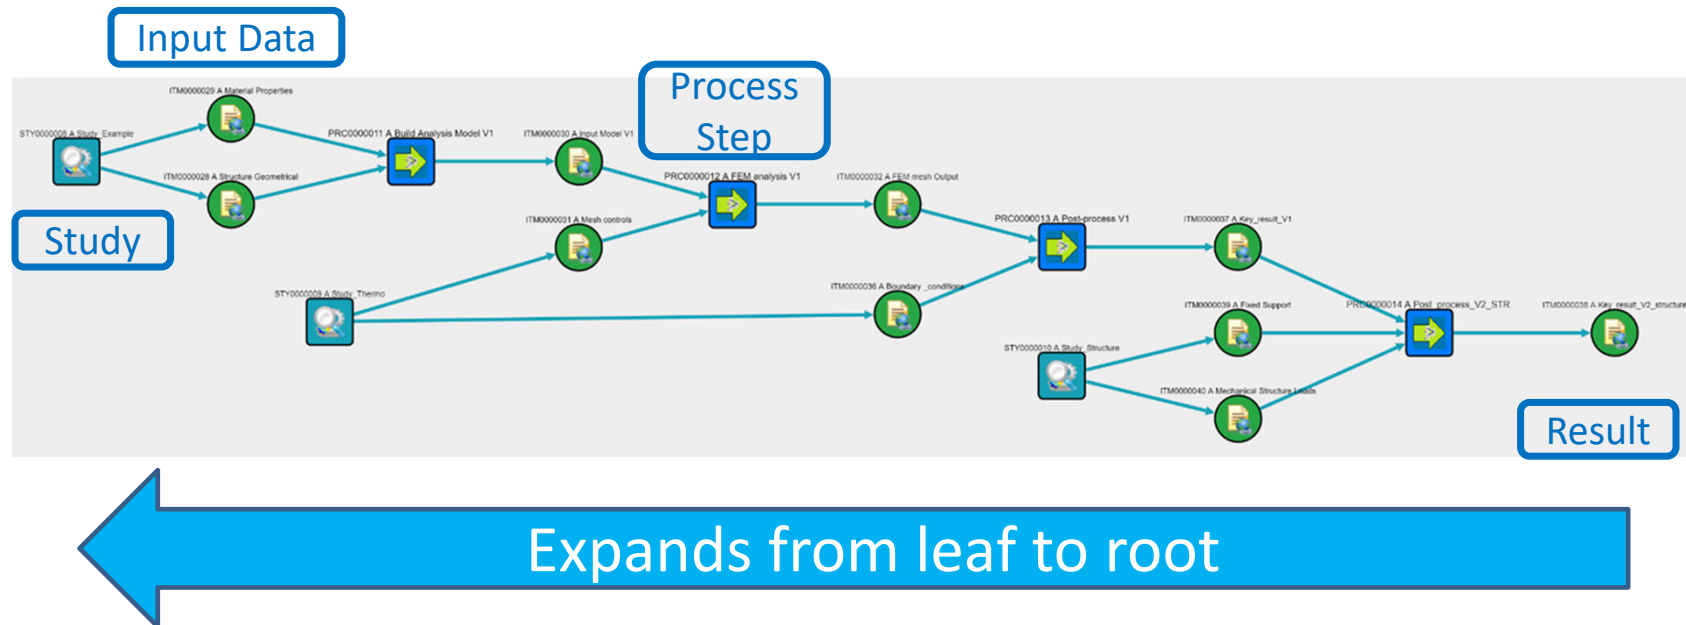 Input Data
ITM0000029 A Material Properties
STY0000008 A Study_Example
PRC0000011 A Build Analysis Model V1
ITM0000030 A Input Model V1
Process
Step
ITM0000028 A Structure Geometrical
PRC0000012 A FEM analysis V1
ITM0000032 A FEM mesh Output
Study
ITM0000031 A Mesh controls
PRC0000013 A Post-process V1
ITM0000037 A Key_result_V1
STY0000009 A Study_Thermo
ITM0000036 A Boundary _conditions
ITM0000039 A Fixed Support
PRC0000014 A Post_process_V2_STR
ITM0000038 A Key_result_V2_structure
STY0000010 A Study_Structure
ITM0000040 A Mechanical Structure Loads
Result
Expands from leaf to root